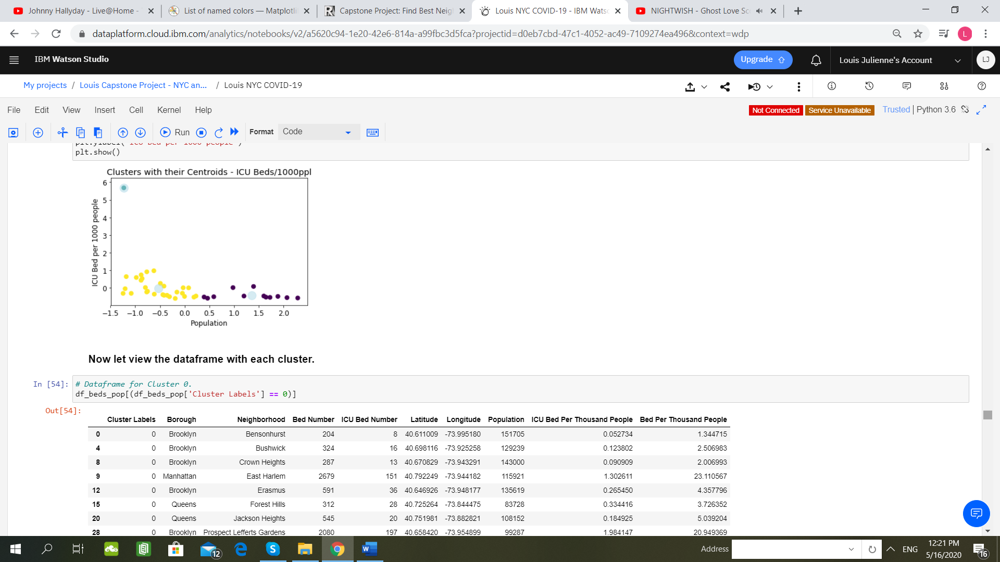 Johnny Hallyday - Live@Home -
List of named colors — Matplotli
Capstone Project: Find Best Neig
Louis NYC COVID-19 - IBM Wats
NIGHTWISH - Ghost Love Sc
dataplatform.cloud.ibm.com/analytics/notebooks/v2/a5620c94-1e20-42e6-814a-a99fbc3d5fca?projectid=d0eb7cbd-47c1-4052-ac49-7109274ea496&context=wdp
L
IBM Watson Studio
Upgrade
Louis Julienne's Account
LJ
My projects / Louis Capstone Project - NYC an... / Louis NYC COVID-19
File Edit View Insert Cell Kernel Help
Not Connected Service Unavailable Trusted | Python 3.6
Run Format Code
plt.ylabel('ICU Bed per 1000 people')
plt.show()
Clusters with their Centroids - ICU Beds/1000ppl
ICU Bed per 1000 people
6
5
4
3
2
1
0
−1.5 −1.0 −0.5 0.0 0.5 1.0 1.5 2.0
Population
Now let view the dataframe with each cluster.
In [54]: # Dataframe for Cluster 0.
df_beds_pop[(df_beds_pop['Cluster Labels'] == 0)]
Out[54]:
Cluster Labels Borough Neighborhood Bed Number ICU Bed Number Latitude Longitude Population ICU Bed Per Thousand People Bed Per Thousand People
0 0 Brooklyn Bensonhurst 204 8 40.611009 -73.995180 151705 0.052734 1.344715
4 0 Brooklyn Bushwick 324 16 40.698116 -73.925258 129239 0.123802 2.506983
8 0 Brooklyn Crown Heights 287 13 40.670829 -73.943291 143000 0.090909 2.006993
9 0 Manhattan East Harlem 2679 151 40.792249 -73.944182 115921 1.302611 23.110567
12 0 Brooklyn Erasmus 591 36 40.646926 -73.948177 135619 0.265450 4.357796
15 0 Queens Forest Hills 312 28 40.725264 -73.844475 83728 0.334416 3.726352
20 0 Queens Jackson Heights 545 20 40.751981 -73.882821 108152 0.184925 5.039204
28 0 Brooklyn Prospect Lefferts Gardens 2080 197 40.658420 -73.954899 99287 1.984147 20.949369
12
Address
ENG
12:21 PM
5/16/2020
16